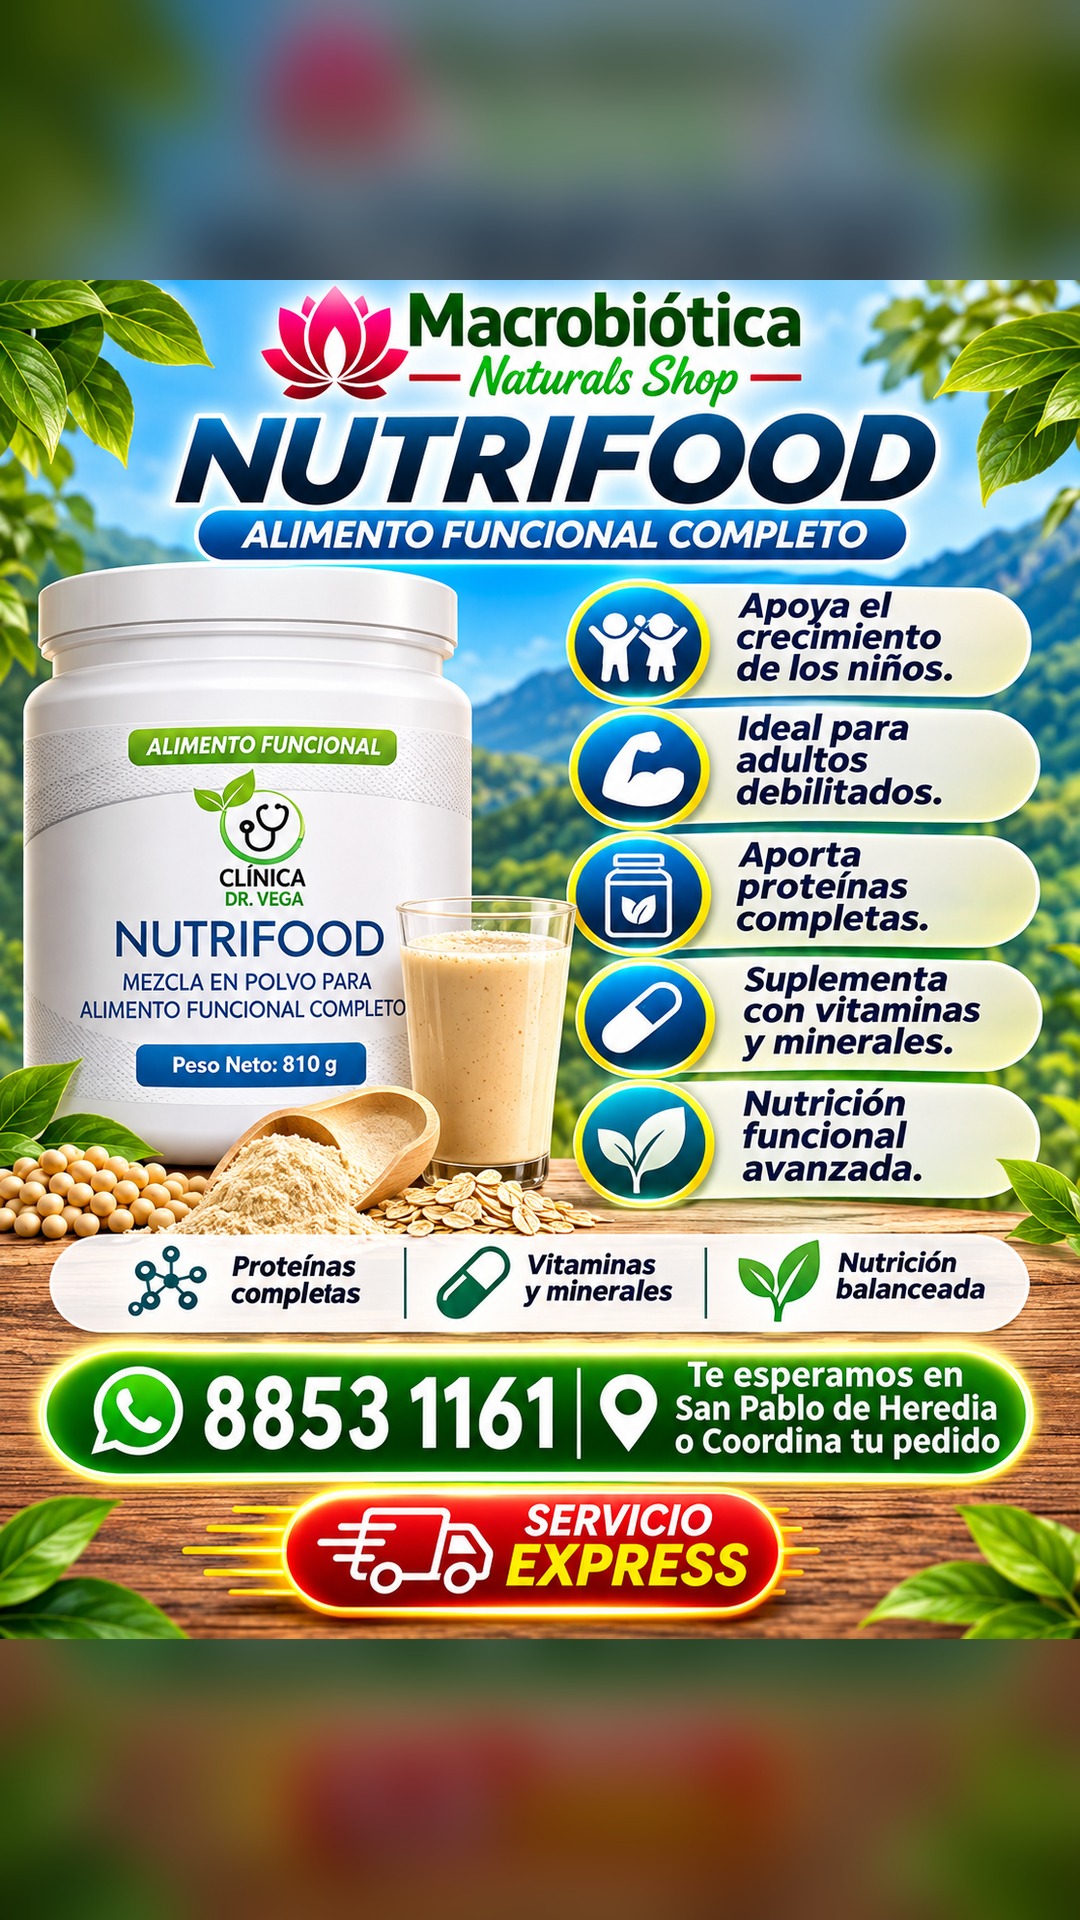 Macrobiótica
Naturals Shop
NUTRIFOOD
ALIMENTO FUNCIONAL COMPLETO
ALIMENTO FUNCIONAL
CLÍNICA
DR. VEGA
NUTRIFOOD
MEZCLA EN POLVO PARA
ALIMENTO FUNCIONAL COMPLETO
Peso Neto: 810 g
Apoya el
crecimiento
de los niños.
Ideal para
adultos
debilitados.
Aporta
proteínas
completas.
Suplementa
con vitaminas
y minerales.
Nutrición
funcional
avanzada.
Proteínas
completas
Vitaminas
y minerales
Nutrición
balanceada
8853 1161
Te esperamos en
San Pablo de Heredia
o Coordina tu pedido
SERVICIO
EXPRESS